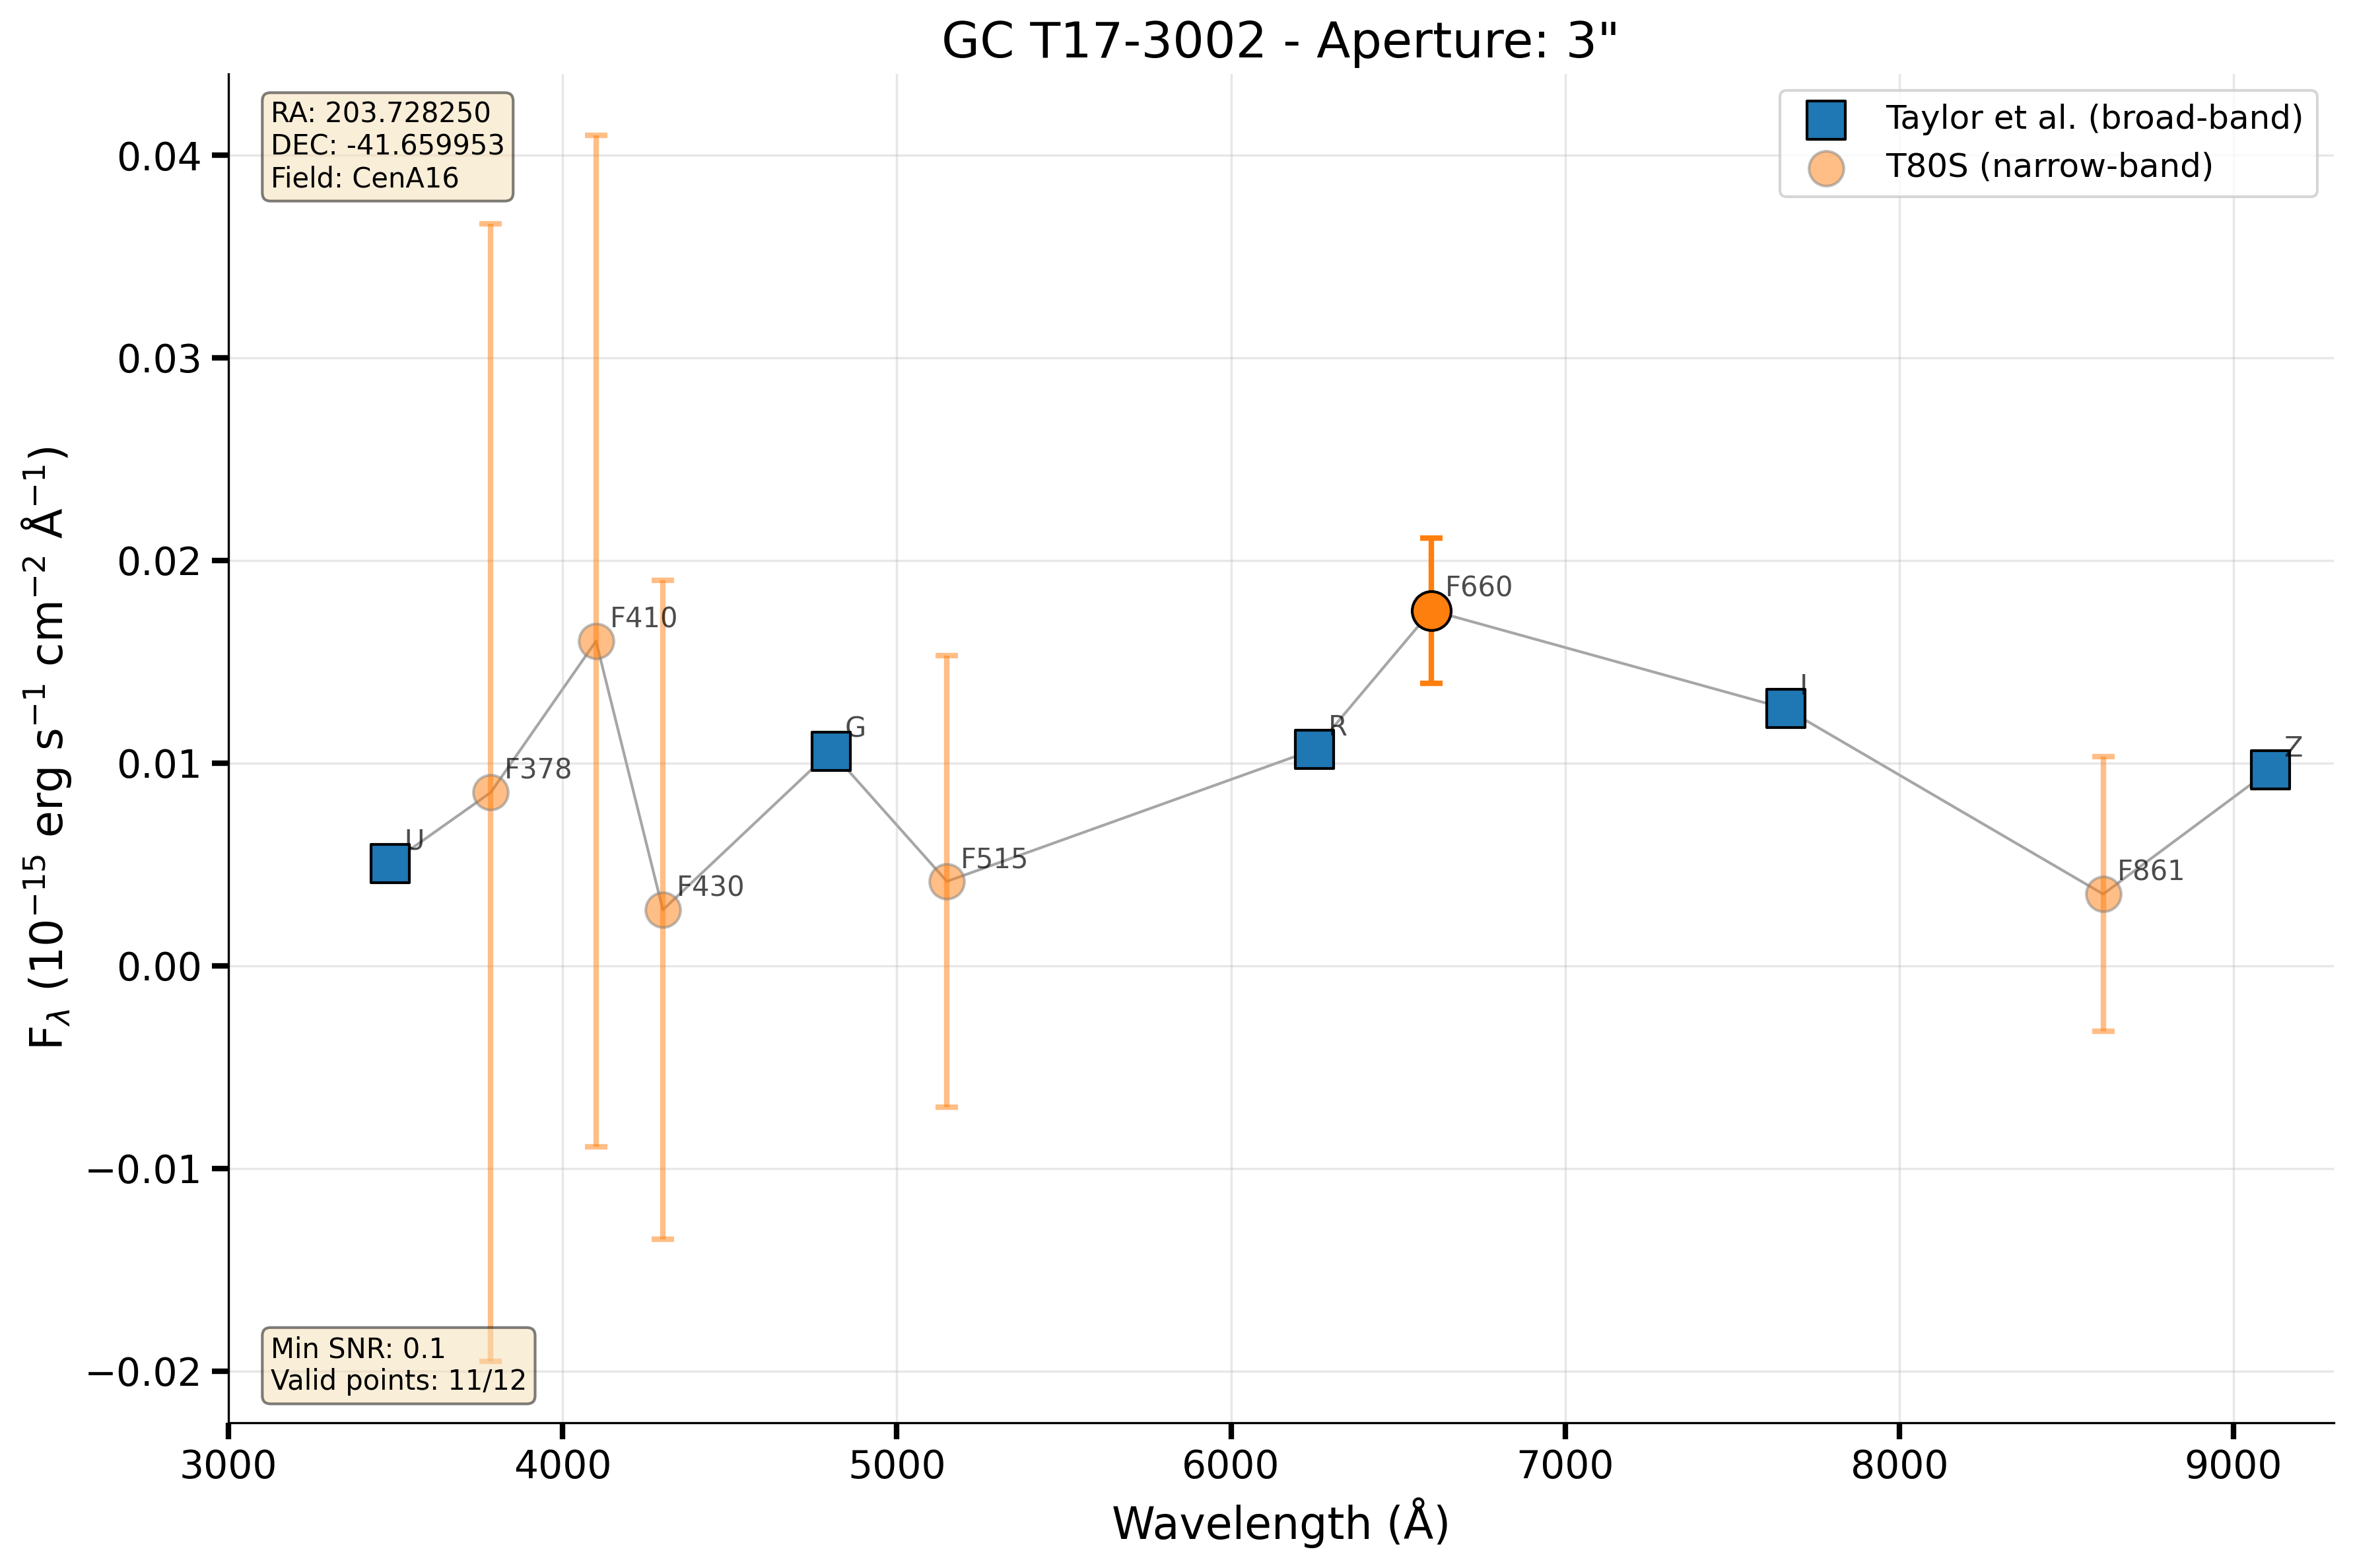 GC T17-3002 - Aperture: 3"
RA: 203.728250
DEC: -41.659953
Field: CenA16
Taylor et al. (broad-band)
T80S (narrow-band)
0.04
0.03
0.02
0.01
0.00
−0.01
−0.02
F_λ (10⁻¹⁵ erg s⁻¹ cm⁻² Å⁻¹)
U
F378
F410
F430
G
F515
R
F660
I
F861
Z
Min SNR: 0.1
Valid points: 11/12
3000 4000 5000 6000 7000 8000 9000
Wavelength (Å)